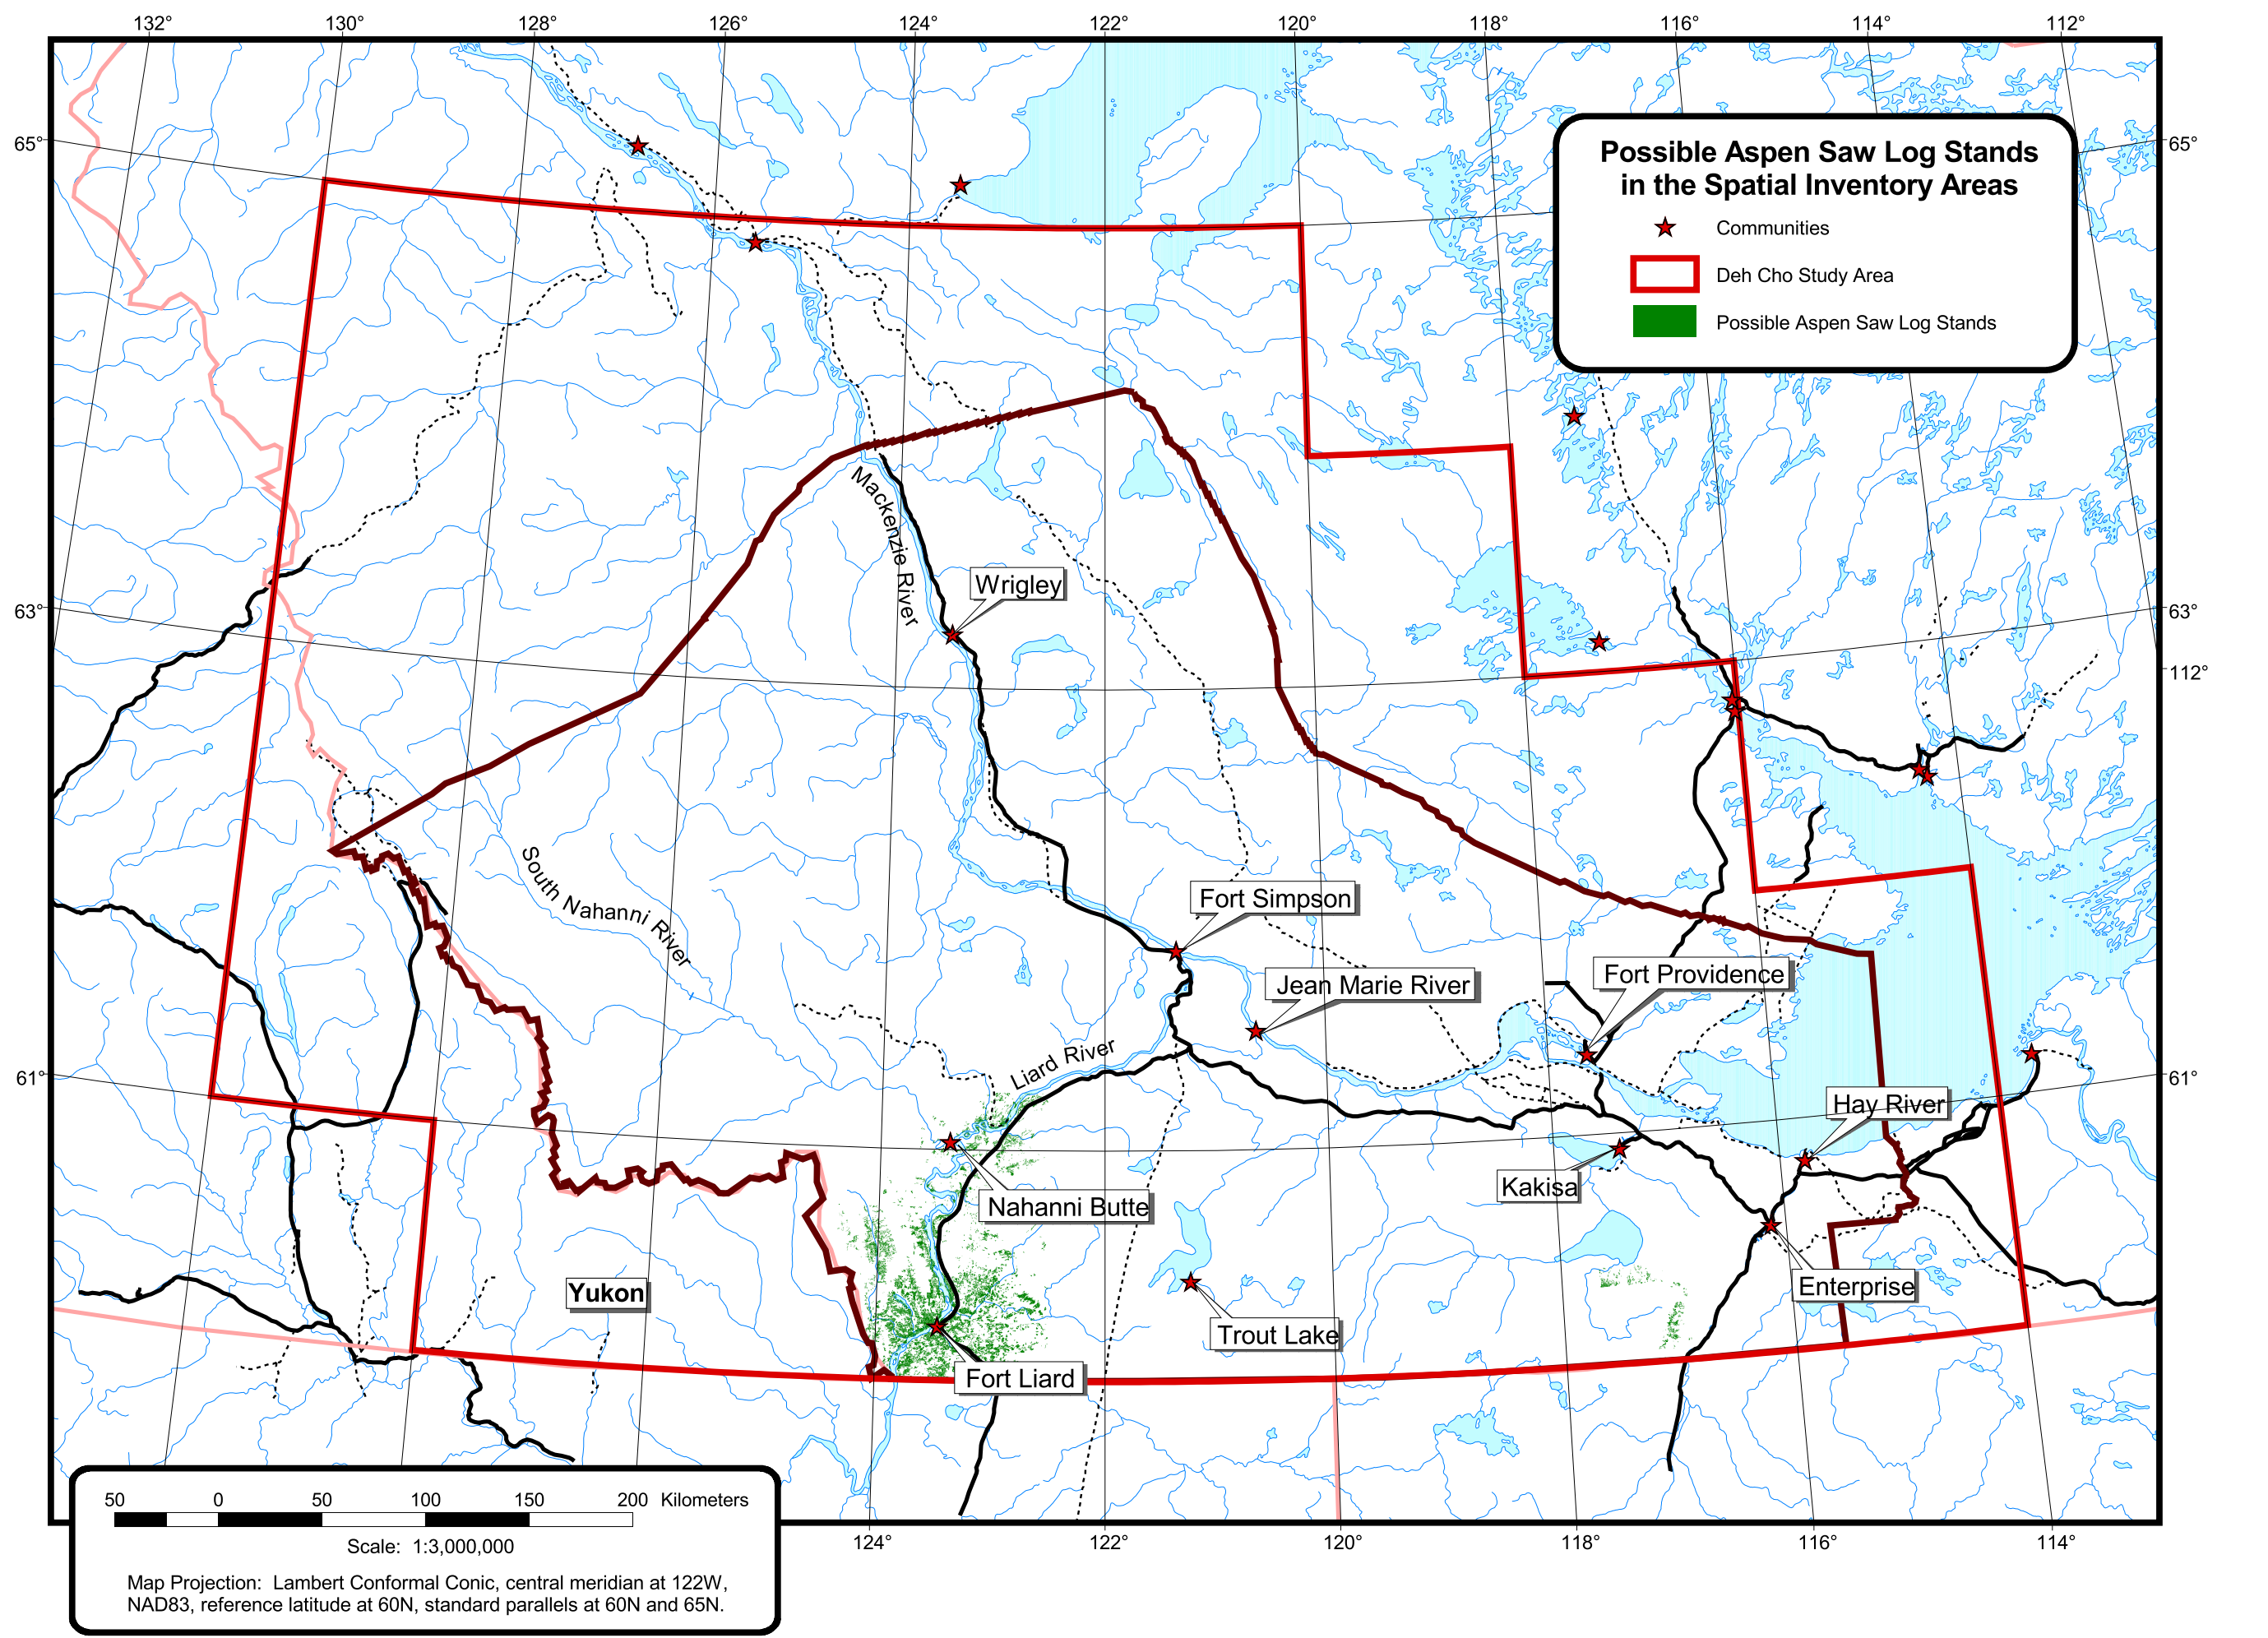 132° 130° 128° 126° 124° 122° 120° 118° 116° 114° 112°
65°
65°
Possible Aspen Saw Log Stands
in the Spatial Inventory Areas
Communities
Deh Cho Study Area
Possible Aspen Saw Log Stands
Mackenzie River
Wrigley
63°
63°
112°
South Nahanni River
Fort Simpson
Jean Marie River
Fort Providence
Liard River
61°
61°
Hay River
Kakisa
Nahanni Butte
Yukon
Enterprise
Trout Lake
Fort Liard
50 0 50 100 150 200 Kilometers
Scale: 1:3,000,000
Map Projection: Lambert Conformal Conic, central meridian at 122W,
NAD83, reference latitude at 60N, standard parallels at 60N and 65N.
124° 122° 120° 118° 116° 114°